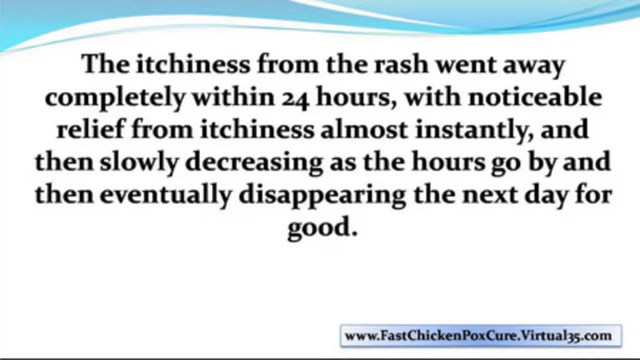 The itchiness from the rash went away
completely within 24 hours, with noticeable
relief from itchiness almost instantly, and
then slowly decreasing as the hours go by and
then eventually disappearing the next day for
good.
www.FastChickenPoxCure.Virtual35.com